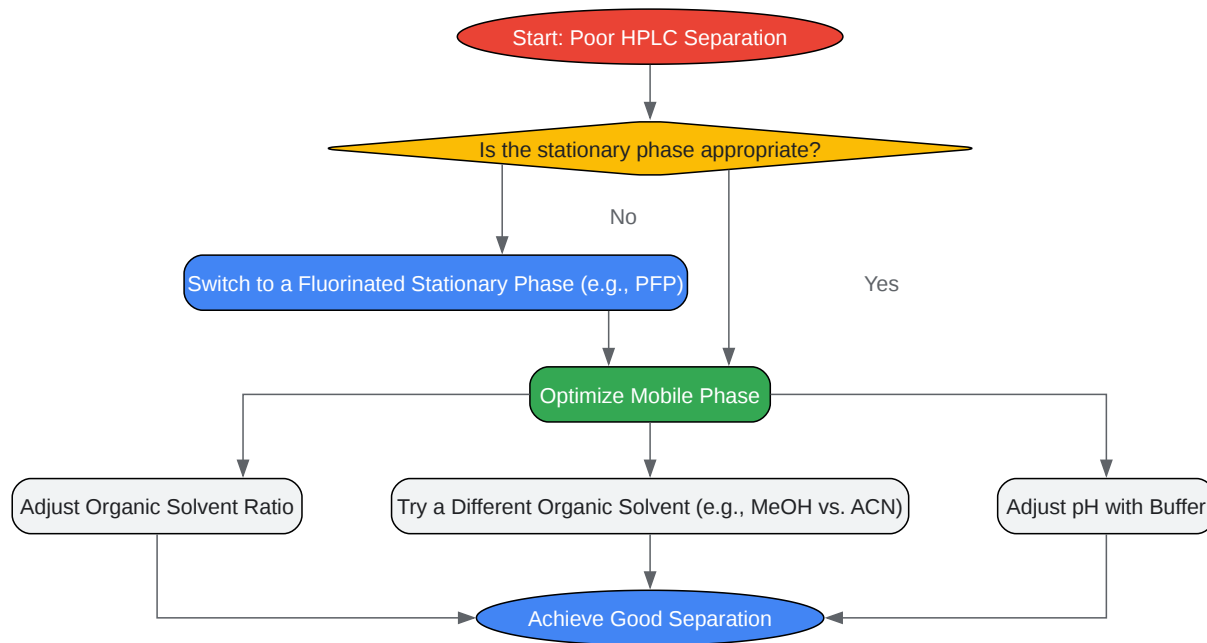 Start: Poor HPLC Separation
Is the stationary phase appropriate?
No
Switch to a Fluorinated Stationary Phase (e.g., PFP)
Yes
Optimize Mobile Phase
Adjust Organic Solvent Ratio
Try a Different Organic Solvent (e.g., MeOH vs. ACN)
Adjust pH with Buffer
Achieve Good Separation